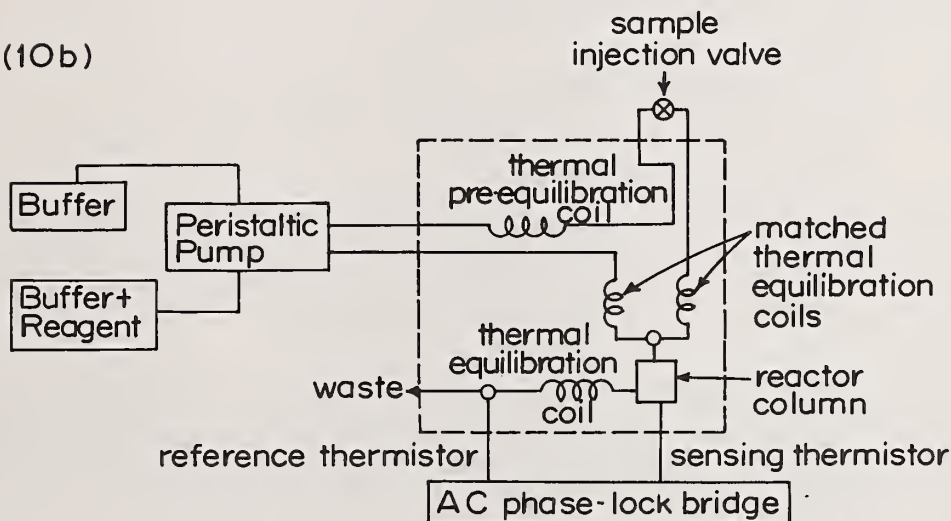 (10b)
sample
injection valve
thermal
pre-equilibration
coil
Buffer
Peristaltic
Pump
matched
thermal
equilibration
coils
Buffer+
Reagent
thermal
equilibration
coil
waste
reactor
column
reference thermistor
sensing thermistor
AC phase-lock bridge